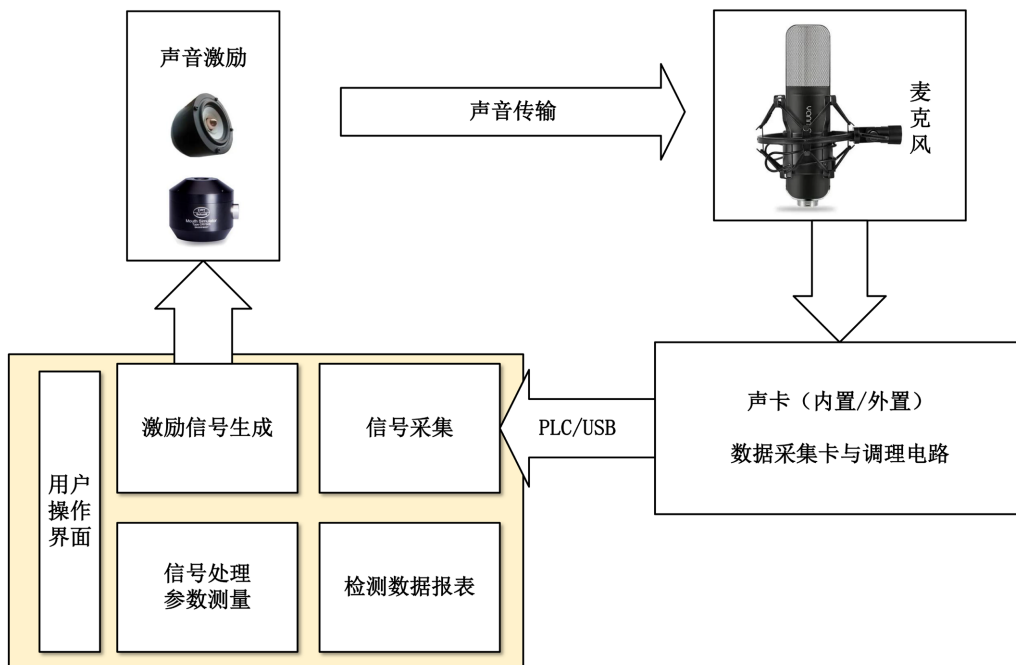 声音激励
声音传输
麦
克
风
声卡（内置/外置）
数据采集卡与调理电路
PLC/USB
激励信号生成
信号采集
用户
操作
界面
信号处理
参数测量
检测数据报表